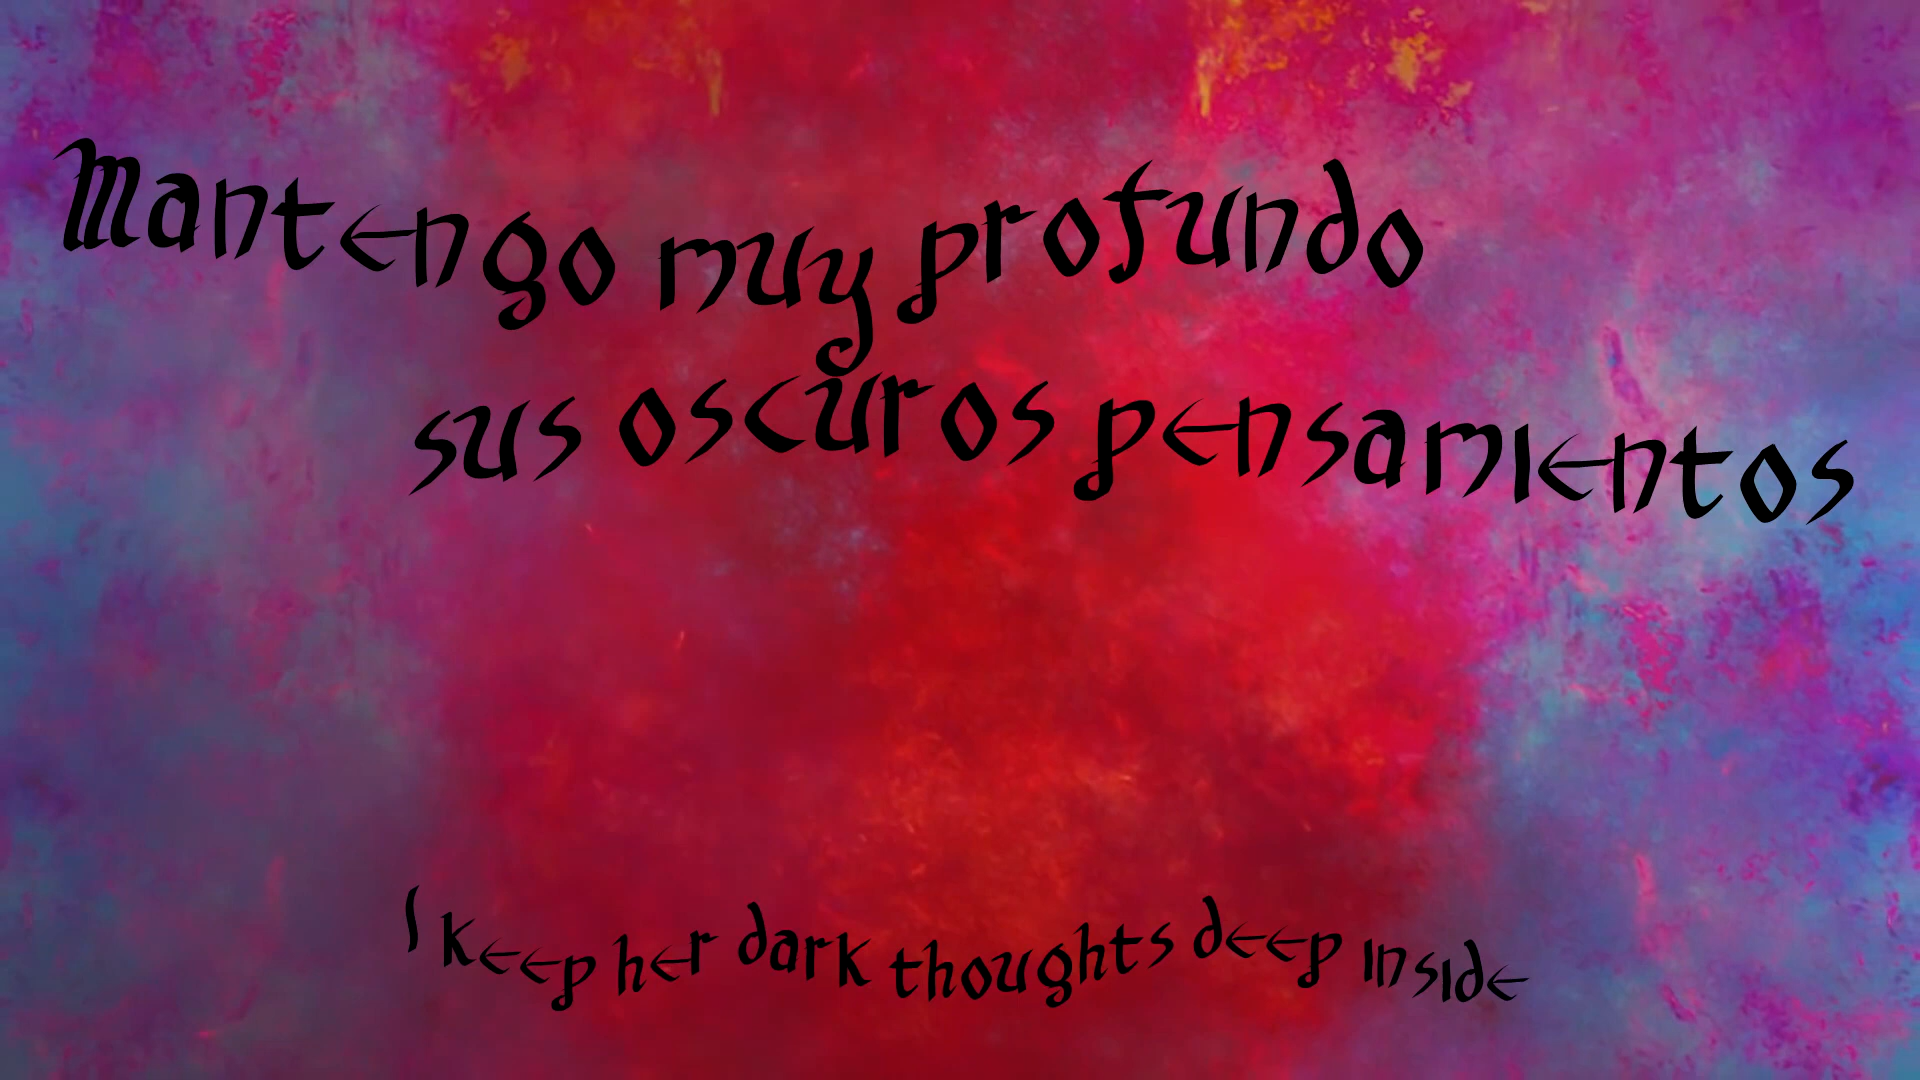 Mantengo muy profundo
sus oscuros pensamientos
I keep her dark thoughts deep inside